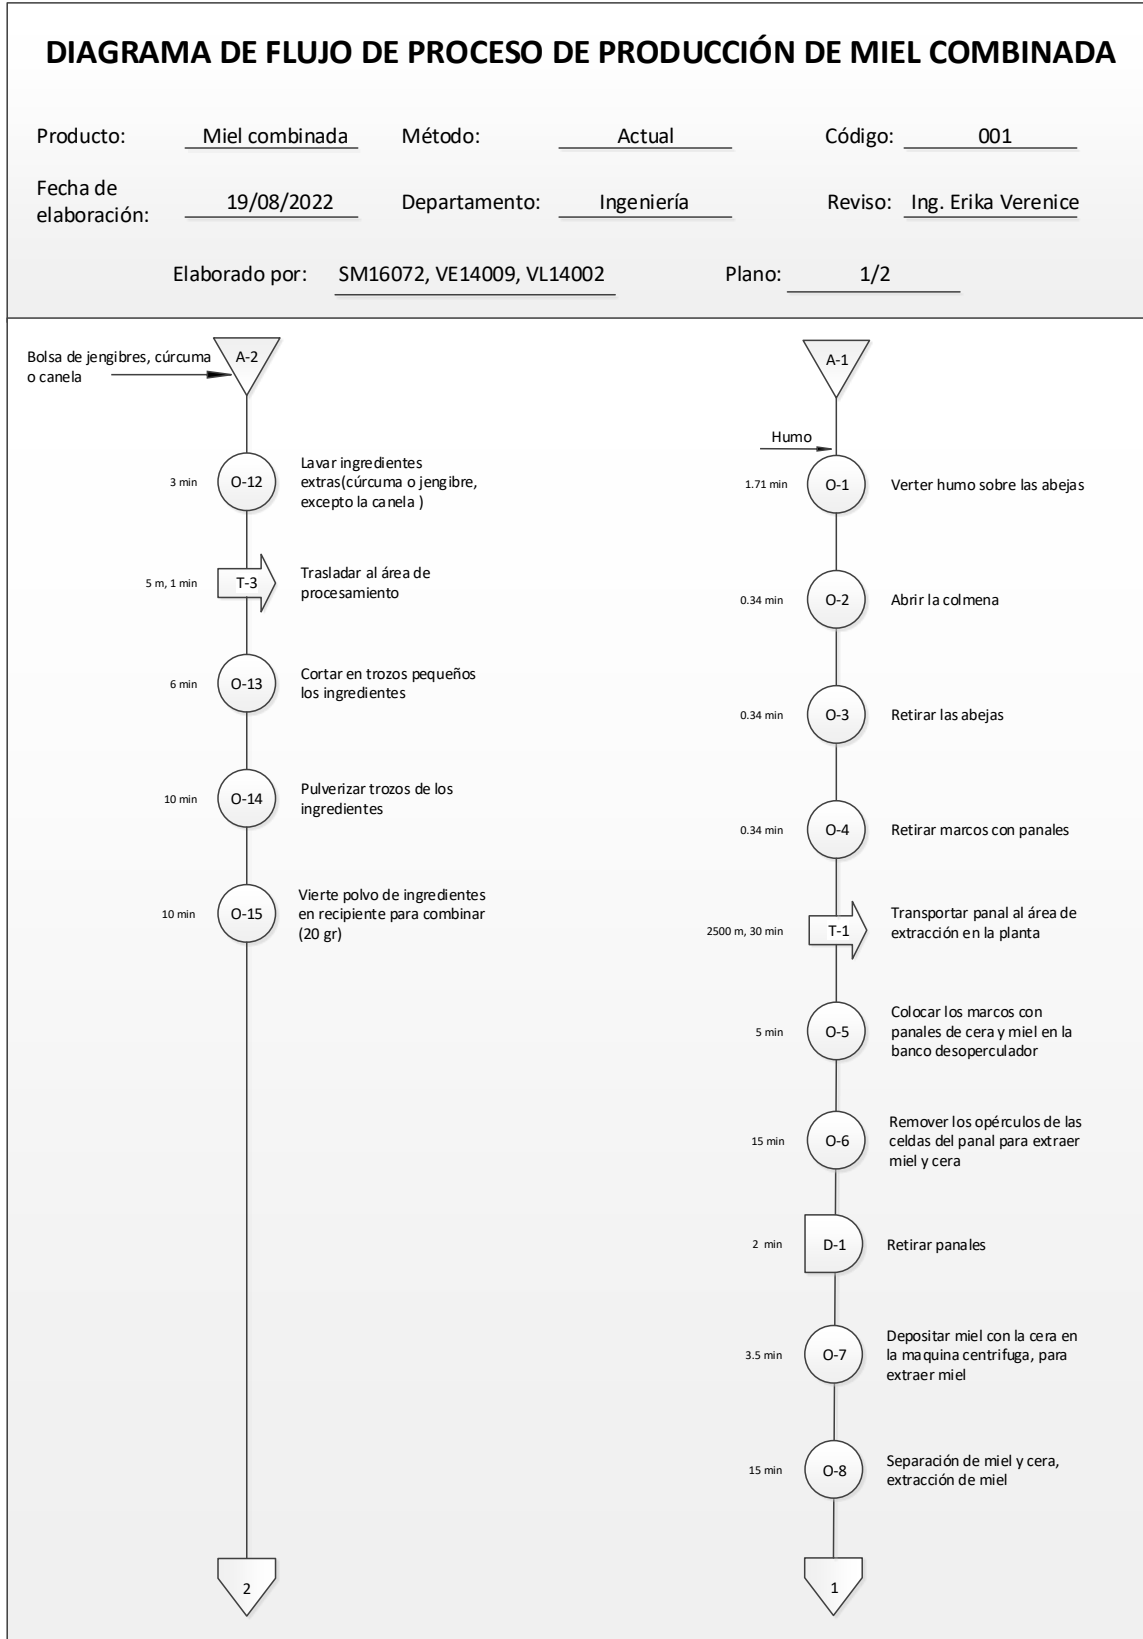 DIAGRAMA DE FLUJO DE PROCESO DE PRODUCCIÓN DE MIEL COMBINADA
Producto: Miel combinada Método: Actual Código: 001
Fecha de
elaboración: 19/08/2022 Departamento: Ingeniería Reviso: Ing. Erika Verenice
Elaborado por: SM16072, VE14009, VL14002 Plano: 1/2
Bolsa de jengibres, cúrcuma
o canela
A-2
3 min O-12 Lavar ingredientes
extras(cúrcuma o jengibre,
excepto la canela )
5 m, 1 min T-3 Trasladar al área de
procesamiento
6 min O-13 Cortar en trozos pequeños
los ingredientes
10 min O-14 Pulverizar trozos de los
ingredientes
10 min O-15 Vierte polvo de ingredientes
en recipiente para combinar
(20 gr)
2
A-1
Humo
1.71 min O-1 Verter humo sobre las abejas
0.34 min O-2 Abrir la colmena
0.34 min O-3 Retirar las abejas
0.34 min O-4 Retirar marcos con panales
2500 m, 30 min T-1 Transportar panal al área de
extracción en la planta
5 min O-5 Colocar los marcos con
panales de cera y miel en la
banco desoperculador
15 min O-6 Remover los opérculos de las
celdas del panal para extraer
miel y cera
2 min D-1 Retirar panales
3.5 min O-7 Depositar miel con la cera en
la maquina centrifuga, para
extraer miel
15 min O-8 Separación de miel y cera,
extracción de miel
1